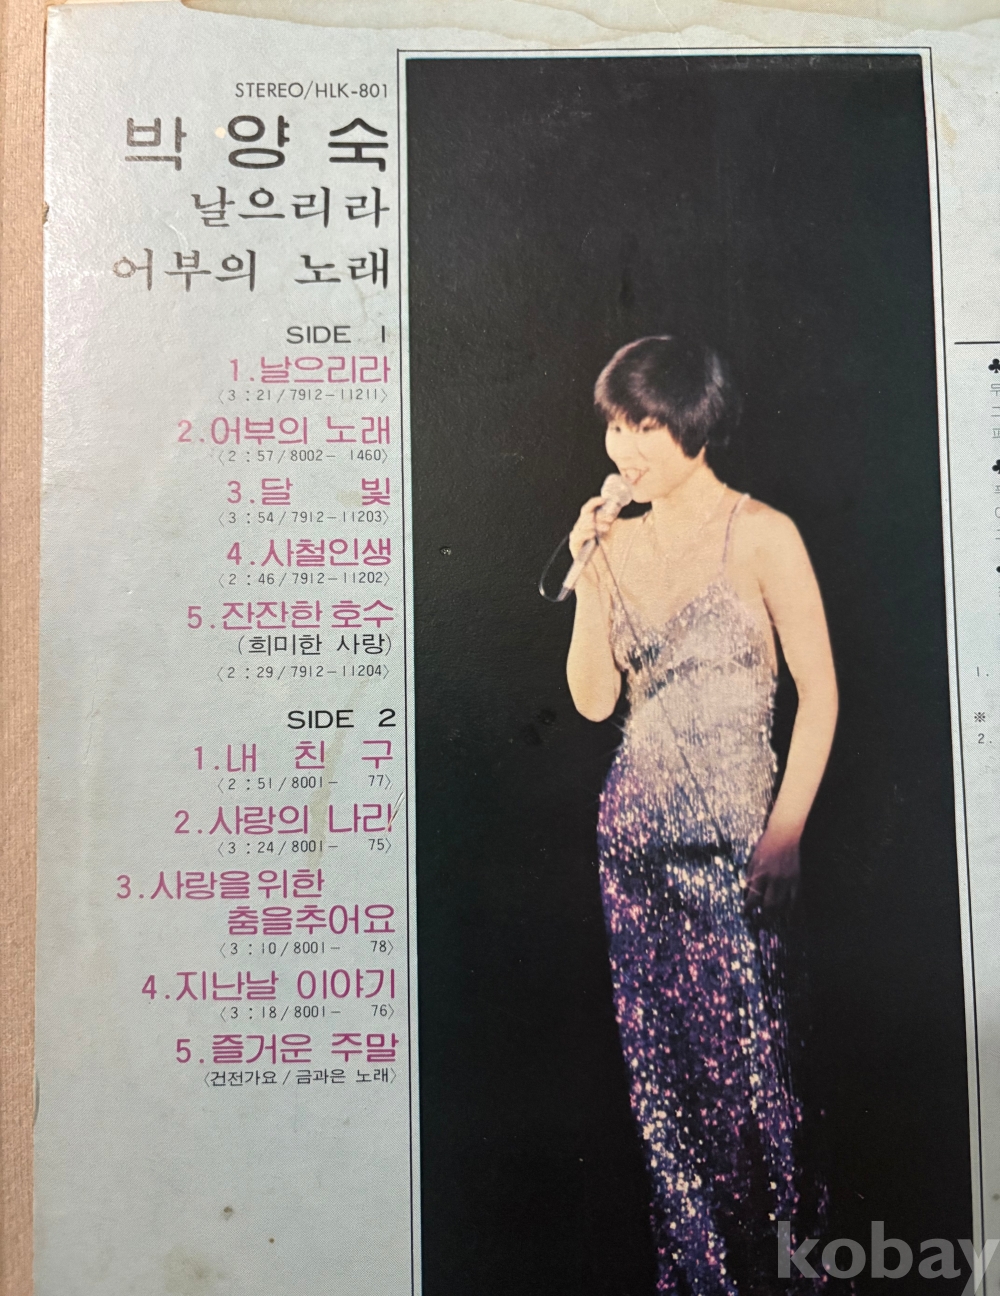 STEREO/HLK-801
박양숙
날으리라
어부의 노래
SIDE 1
1.날으리라
〈3:21/7912-11211〉
2.어부의 노래
〈2:57/8002- 1460〉
3.달 빛
〈3:54/7912-11203〉
4.사철인생
〈2:46/7912-11202〉
5.잔잔한 호수
(희미한 사랑)
〈2:29/7912-11204〉
SIDE 2
1.내 친 구
〈2:51/8001- 77〉
2.사랑의 나리
〈3:24/8001- 75〉
3.사랑을위한
춤을추어요
〈3:10/8001- 78〉
4.지난날 이야기
〈3:18/8001- 76〉
5.즐거운 주말
〈건전가요/금과은 노래〉
♣
♣
1.
※
2.
kobay